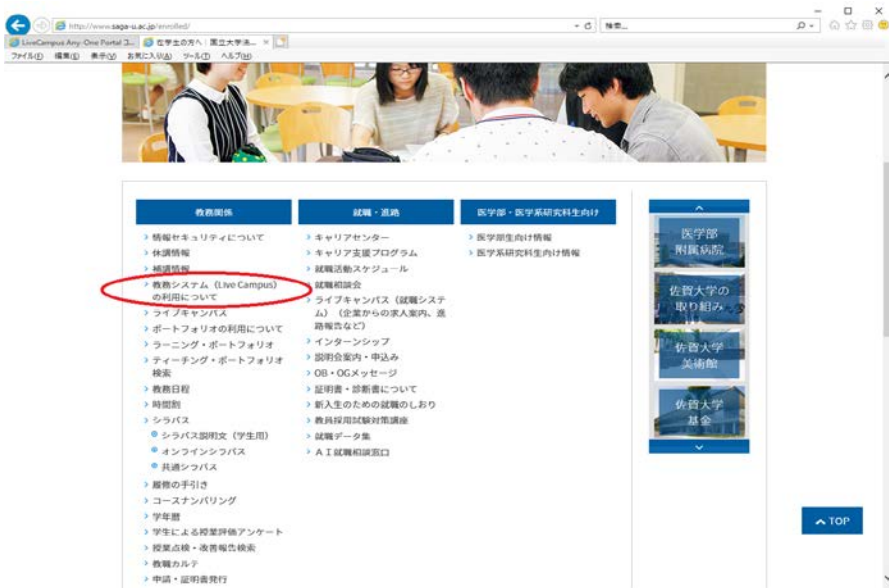 http://www.saga-u.ac.jp/enrolled/
検索...
LiveCampus Any-One Portal ユ...
在学生の方へ | 国立大学法...
ファイル(F) 編集(E) 表示(V) お気に入り(A) ツール(T) ヘルプ(H)
教務関係
情報セキュリティについて
休講情報
補講情報
教務システム（Live Campus）
の利用について
ライブキャンパス
ポートフォリオの利用について
ラーニング・ポートフォリオ
ティーチング・ポートフォリオ
検索
教務日程
時間割
シラバス
シラバス説明文（学生用）
オンラインシラバス
共通シラバス
履修の手引き
コースナンバリング
学年暦
学生による授業評価アンケート
授業点検・改善報告検索
教職カルテ
申請・証明書発行
就職・進路
キャリアセンター
キャリア支援プログラム
就職活動スケジュール
就職相談会
ライブキャンパス（就職システ
ム）（企業からの求人案内、進
路報告など）
インターンシップ
説明会案内・申込み
OB・OGメッセージ
証明書・診断書について
新入生のための就職のしおり
教員採用試験対策講座
就職データ集
ＡＩ就職相談窓口
医学部・医学系研究科生向け
医学部生向け情報
医学系研究科生向け情報
医学部
附属病院
佐賀大学の
取り組み
佐賀大学
美術館
佐賀大学
基金
TOP